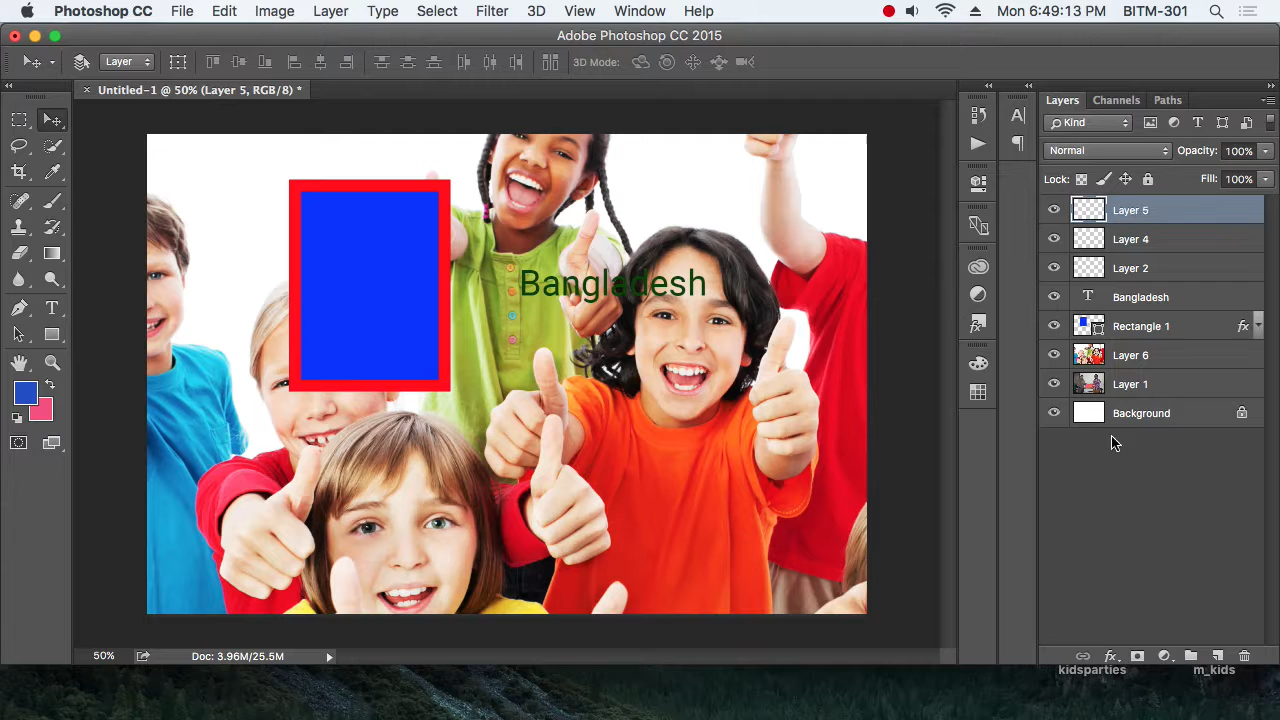 Photoshop CC File Edit Image Layer Type Select Filter 3D View Window Help Mon 6:49:13 PM BITM-301
Adobe Photoshop CC 2015
Layer 3D Mode:
× Untitled-1 @ 50% (Layer 5, RGB/8) *
Layers Channels Paths
Kind
Normal Opacity: 100%
Lock: Fill: 100%
Layer 5
Layer 4
Layer 2
T Bangladesh
Rectangle 1 fx
Layer 6
Layer 1
Background
Bangladesh
50% Doc: 3.96M/25.5M
kidsparties m_kids